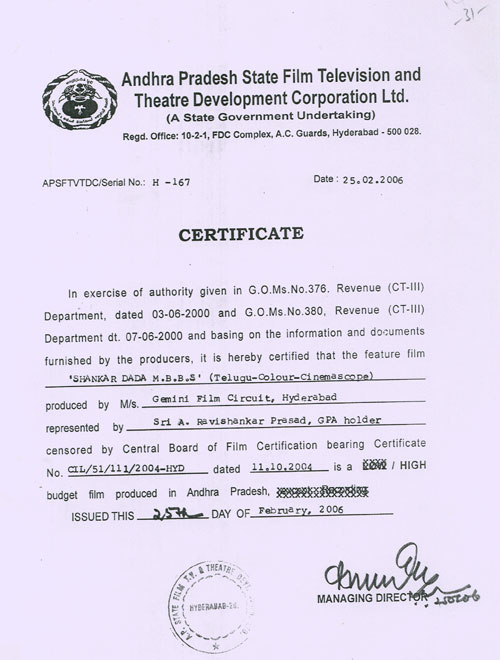 -31-
Andhra Pradesh State Film Television and
Theatre Development Corporation Ltd.
(A State Government Undertaking)
Regd. Office: 10-2-1, FDC Complex, A.C. Guards, Hyderabad - 500 028.
APSFTVTDC/Serial No.: H -167 Date : 25.02.2006
CERTIFICATE
In exercise of authority given in G.O.Ms.No.376. Revenue (CT-III)
Department, dated 03-06-2000 and G.O.Ms.No.380, Revenue (CT-III)
Department dt. 07-06-2000 and basing on the information and documents
furnished by the producers, it is hereby certified that the feature film
'SHANKAR DADA M.B.B.S' (Telugu-Colour-Cinemascope)
produced by M/s. Gemini Film Circuit, Hyderabad
represented by Sri A. Ravishankar Prasad, GPA holder
censored by Central Board of Film Certification bearing Certificate
No. CIL/51/111/2004-HYD dated 11.10.2004 is a LOW / HIGH
budget film produced in Andhra Pradesh,
ISSUED THIS 25th DAY OF February, 2006
MANAGING DIRECTOR
HYDERABAD-28.